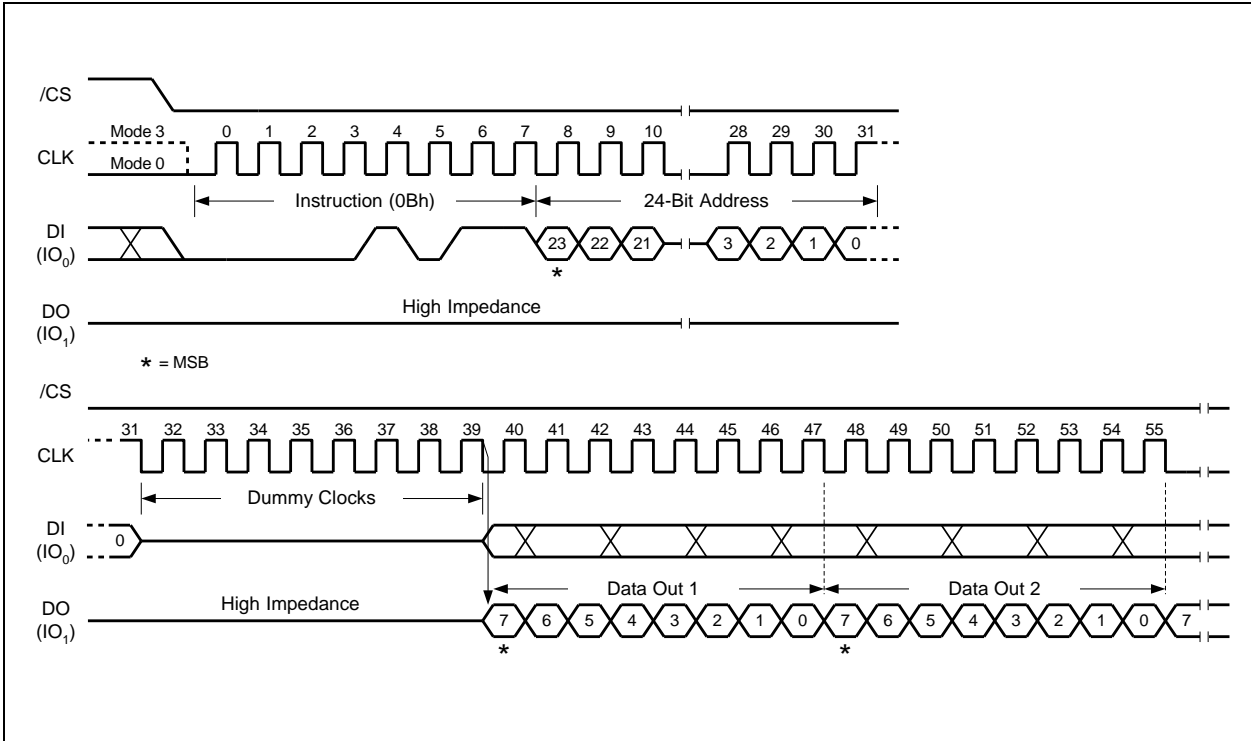 /CS
Mode 3 0 1 2 3 4 5 6 7 8 9 10 28 29 30 31
CLK
Mode 0
Instruction (0Bh) 24-Bit Address
DI
(IO0)
23 22 21 3 2 1 0
*
High Impedance
DO
(IO1)
* = MSB
/CS
31 32 33 34 35 36 37 38 39 40 41 42 43 44 45 46 47 48 49 50 51 52 53 54 55
CLK
Dummy Clocks
DI
(IO0)
0
Data Out 1 Data Out 2
High Impedance
DO
(IO1)
7 6 5 4 3 2 1 0 7 6 5 4 3 2 1 0 7
* *